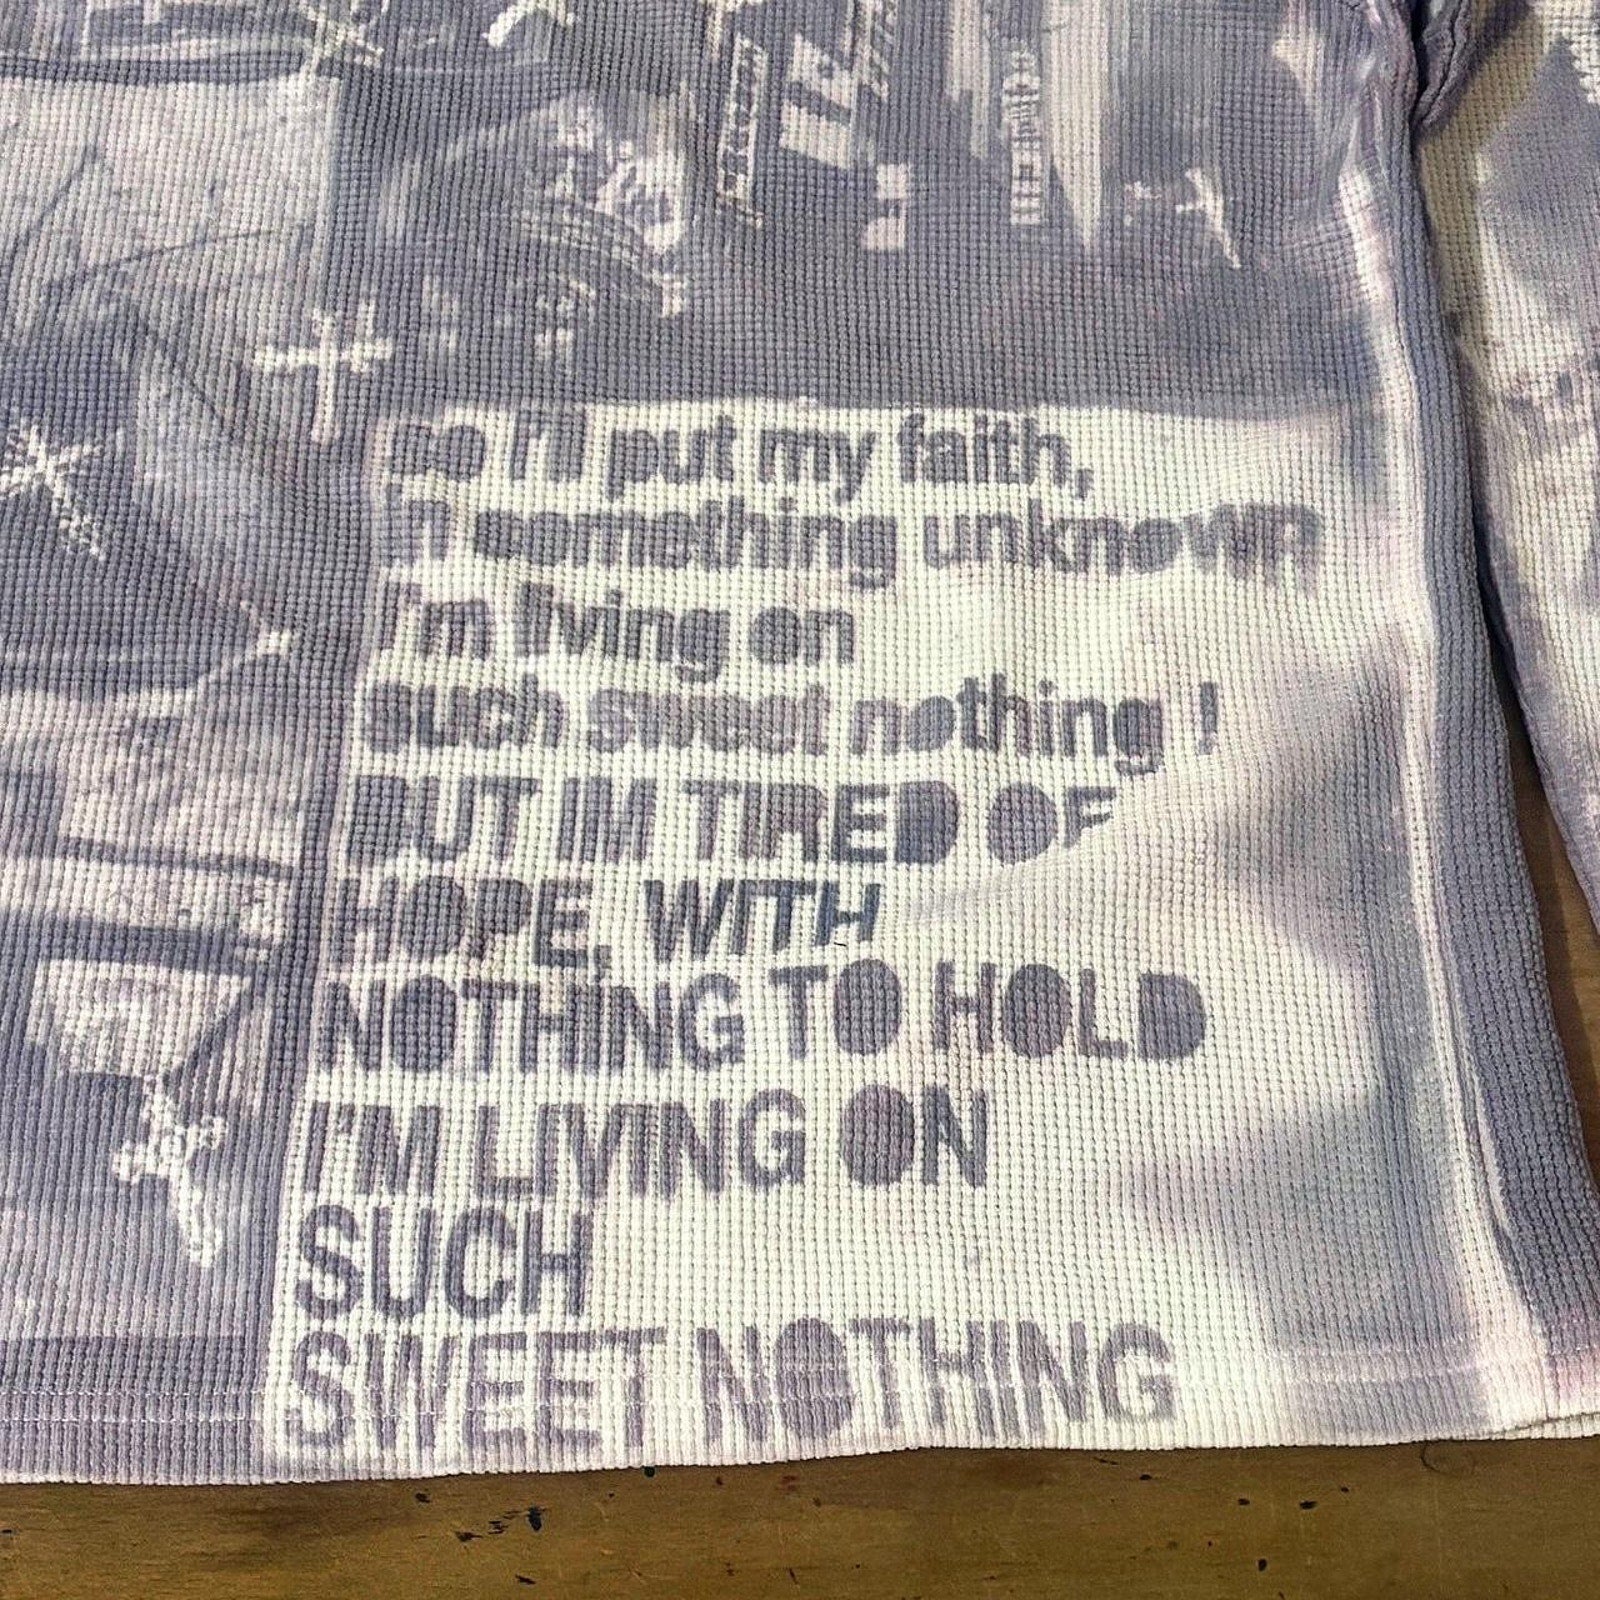 so I'll put my faith,
in something unknown
I'm living on
such sweet nothing !
BUT IM TIRED OF
HOPE, WITH
NOTHING TO HOLD
I'M LIVING ON
SUCH
SWEET NOTHING